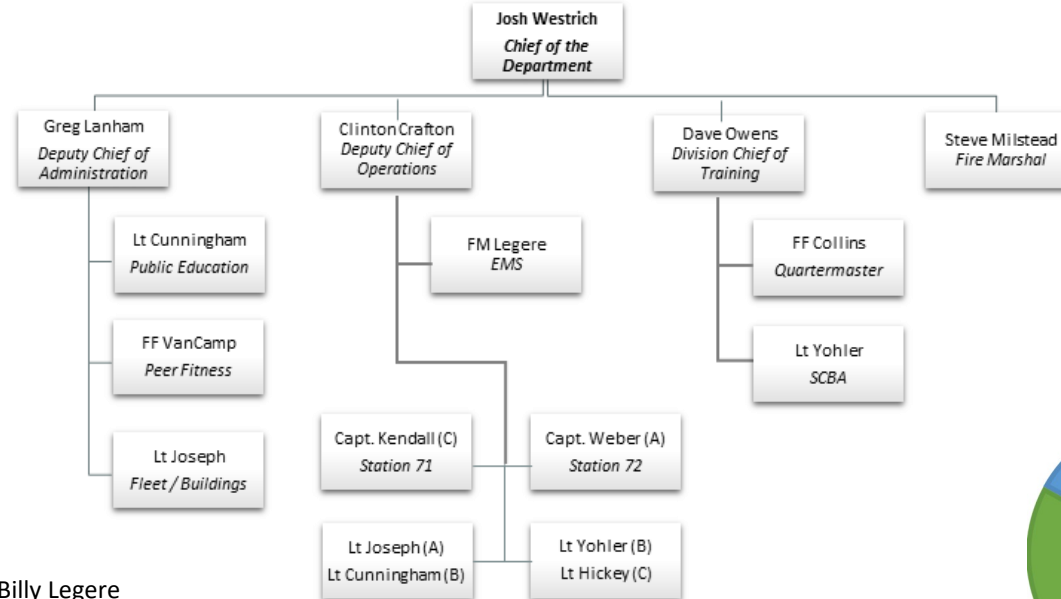 Josh Westrich
Chief of the
Department
Greg Lanham
Deputy Chief of
Administration
Clinton Crafton
Deputy Chief of
Operations
Dave Owens
Division Chief of
Training
Steve Milstead
Fire Marshal
Lt Cunningham
Public Education
FF VanCamp
Peer Fitness
Lt Joseph
Fleet / Buildings
FM Legere
EMS
Capt. Kendall (C)
Station 71
Capt. Weber (A)
Station 72
Lt Joseph (A)
Lt Cunningham (B)
Lt Yohler (B)
Lt Hickey (C)
FF Collins
Quartermaster
Lt Yohler
SCBA
Billy Legere